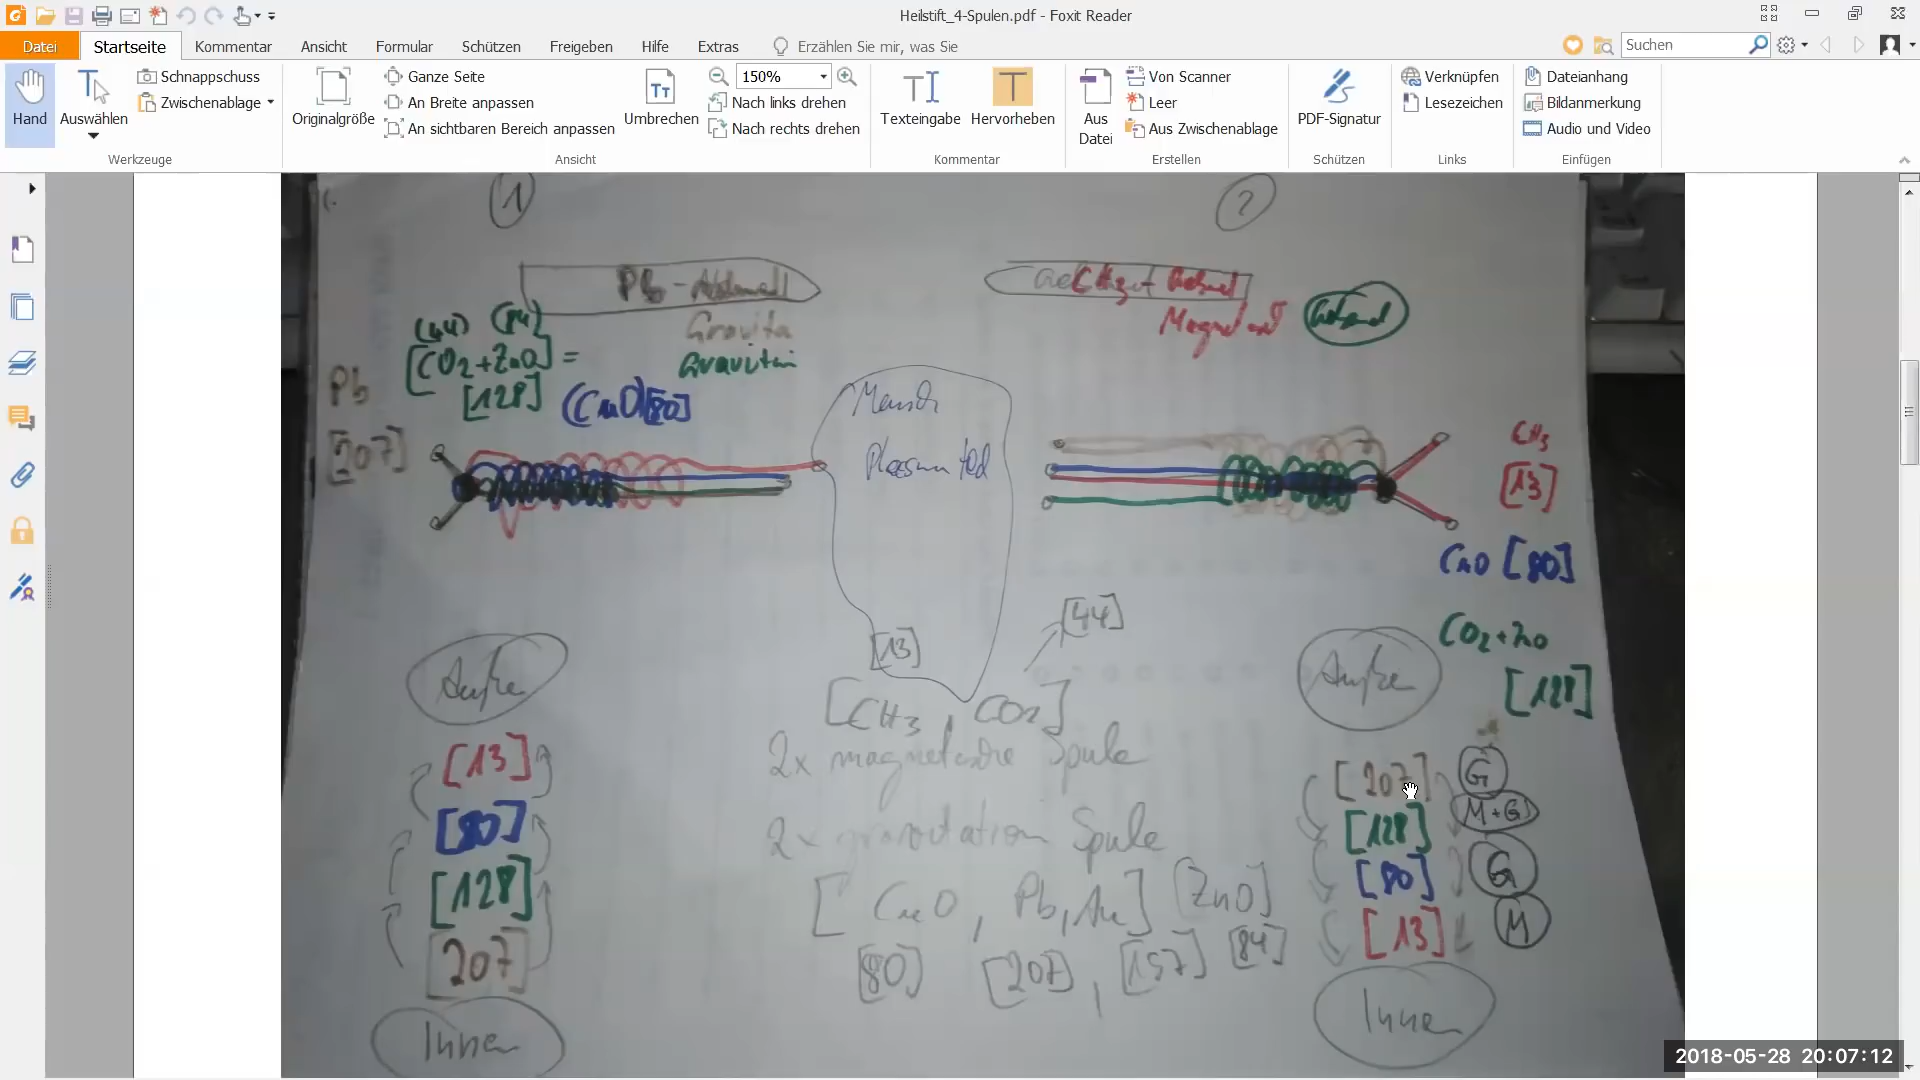 Heilstift_4-Spulen.pdf - Foxit Reader
Datei Startseite Kommentar Ansicht Formular Schützen Freigeben Hilfe Extras Erzählen Sie mir, was Sie Suchen
Hand
Auswählen
Schnappschuss
Zwischenablage
Werkzeuge
Originalgröße
Ganze Seite
An Breite anpassen
An sichtbaren Bereich anpassen
Umbrechen
150%
Nach links drehen
Nach rechts drehen
Ansicht
Texteingabe
Hervorheben
Kommentar
Aus Datei
Von Scanner
Leer
Aus Zwischenablage
Erstellen
PDF-Signatur
Schützen
Verknüpfen
Lesezeichen
Links
Dateianhang
Bildanmerkung
Audio und Video
Einfügen
1
2
Pb -
CH3
(44) (84)
[CO2+ZnO] =
[128]
(CuO)[80]
Pb
[207]
Mensch
CH3
[13]
CuO [80]
CO2+ZnO
[128]
[13]
[44]
[CH3, CO2]
2x magnetische Spule
2x gravitation Spule
[CuO, Pb, Au] [ZnO]
[80] [207], [157] [84]
Außen
[13]
[80]
[128]
[207]
Innen
Außen
[207] G
[128] M+G
[80] G
[13] M
Innen
2018-05-28 20:07:12